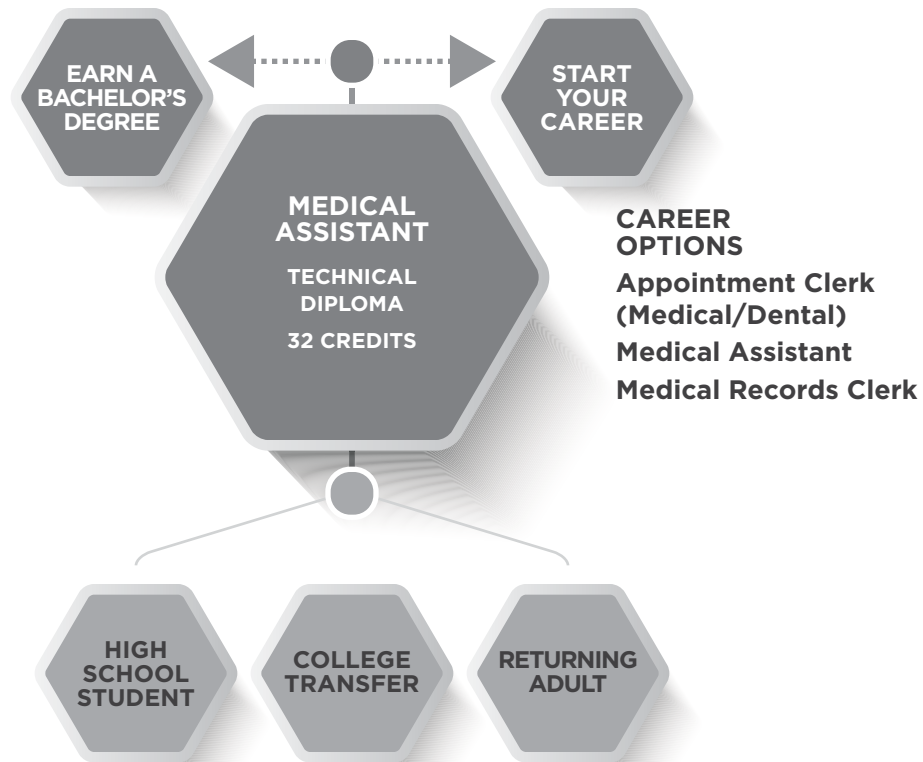 EARN A
BACHELOR'S
DEGREE
START
YOUR
CAREER
MEDICAL
ASSISTANT
TECHNICAL
DIPLOMA
32 CREDITS
CAREER
OPTIONS
Appointment Clerk
(Medical/Dental)
Medical Assistant
Medical Records Clerk
HIGH
SCHOOL
STUDENT
COLLEGE
TRANSFER
RETURNING
ADULT